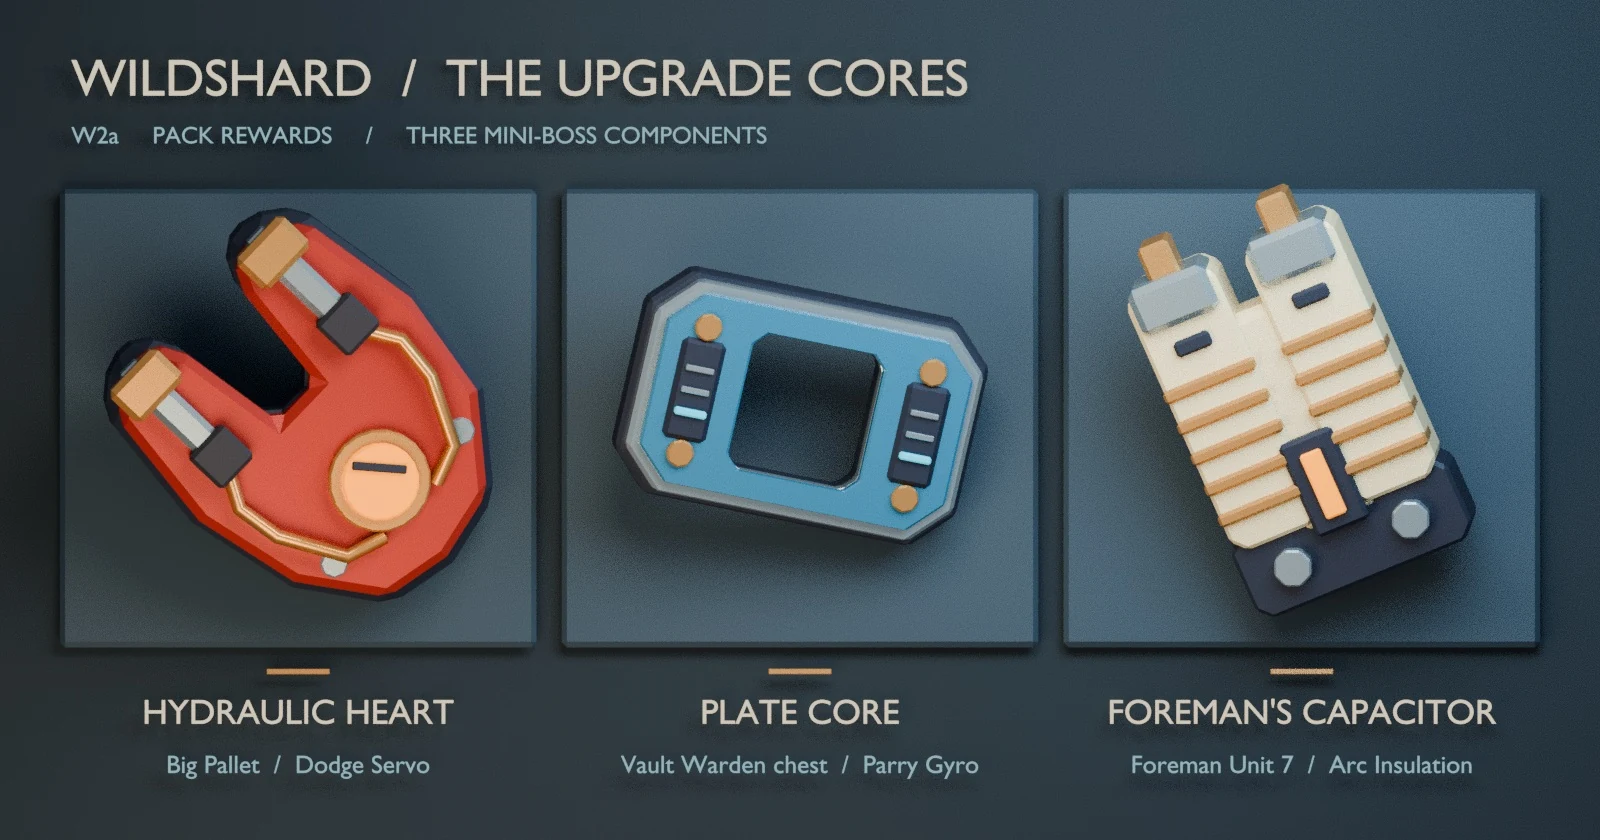 WILDSHARD / THE UPGRADE CORES
W2a PACK REWARDS / THREE MINI-BOSS COMPONENTS
HYDRAULIC HEART
Big Pallet / Dodge Servo
PLATE CORE
Vault Warden chest / Parry Gyro
FOREMAN'S CAPACITOR
Foreman Unit 7 / Arc Insulation